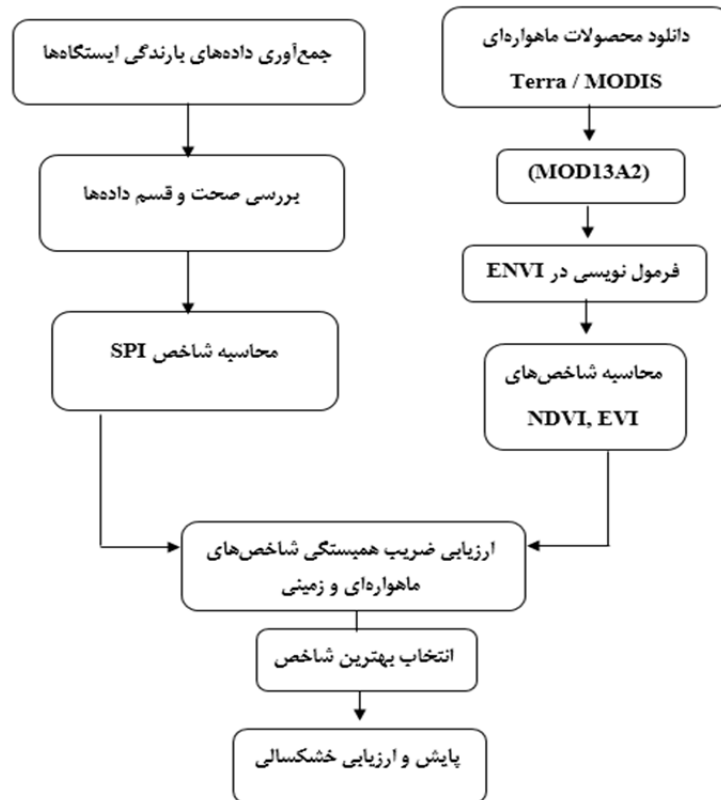 جمع‌آوری داده‌های بارندگی ایستگاه‌ها
بررسی صحت و قسم داده‌ها
محاسبه شاخص SPI
دانلود محصولات ماهواره‌ای
Terra / MODIS
(MOD13A2)
فرمول نویسی در ENVI
محاسبه شاخص‌های
NDVI, EVI
ارزیابی ضریب همبستگی شاخص‌های
ماهواره‌ای و زمینی
انتخاب بهترین شاخص
پایش و ارزیابی خشکسالی